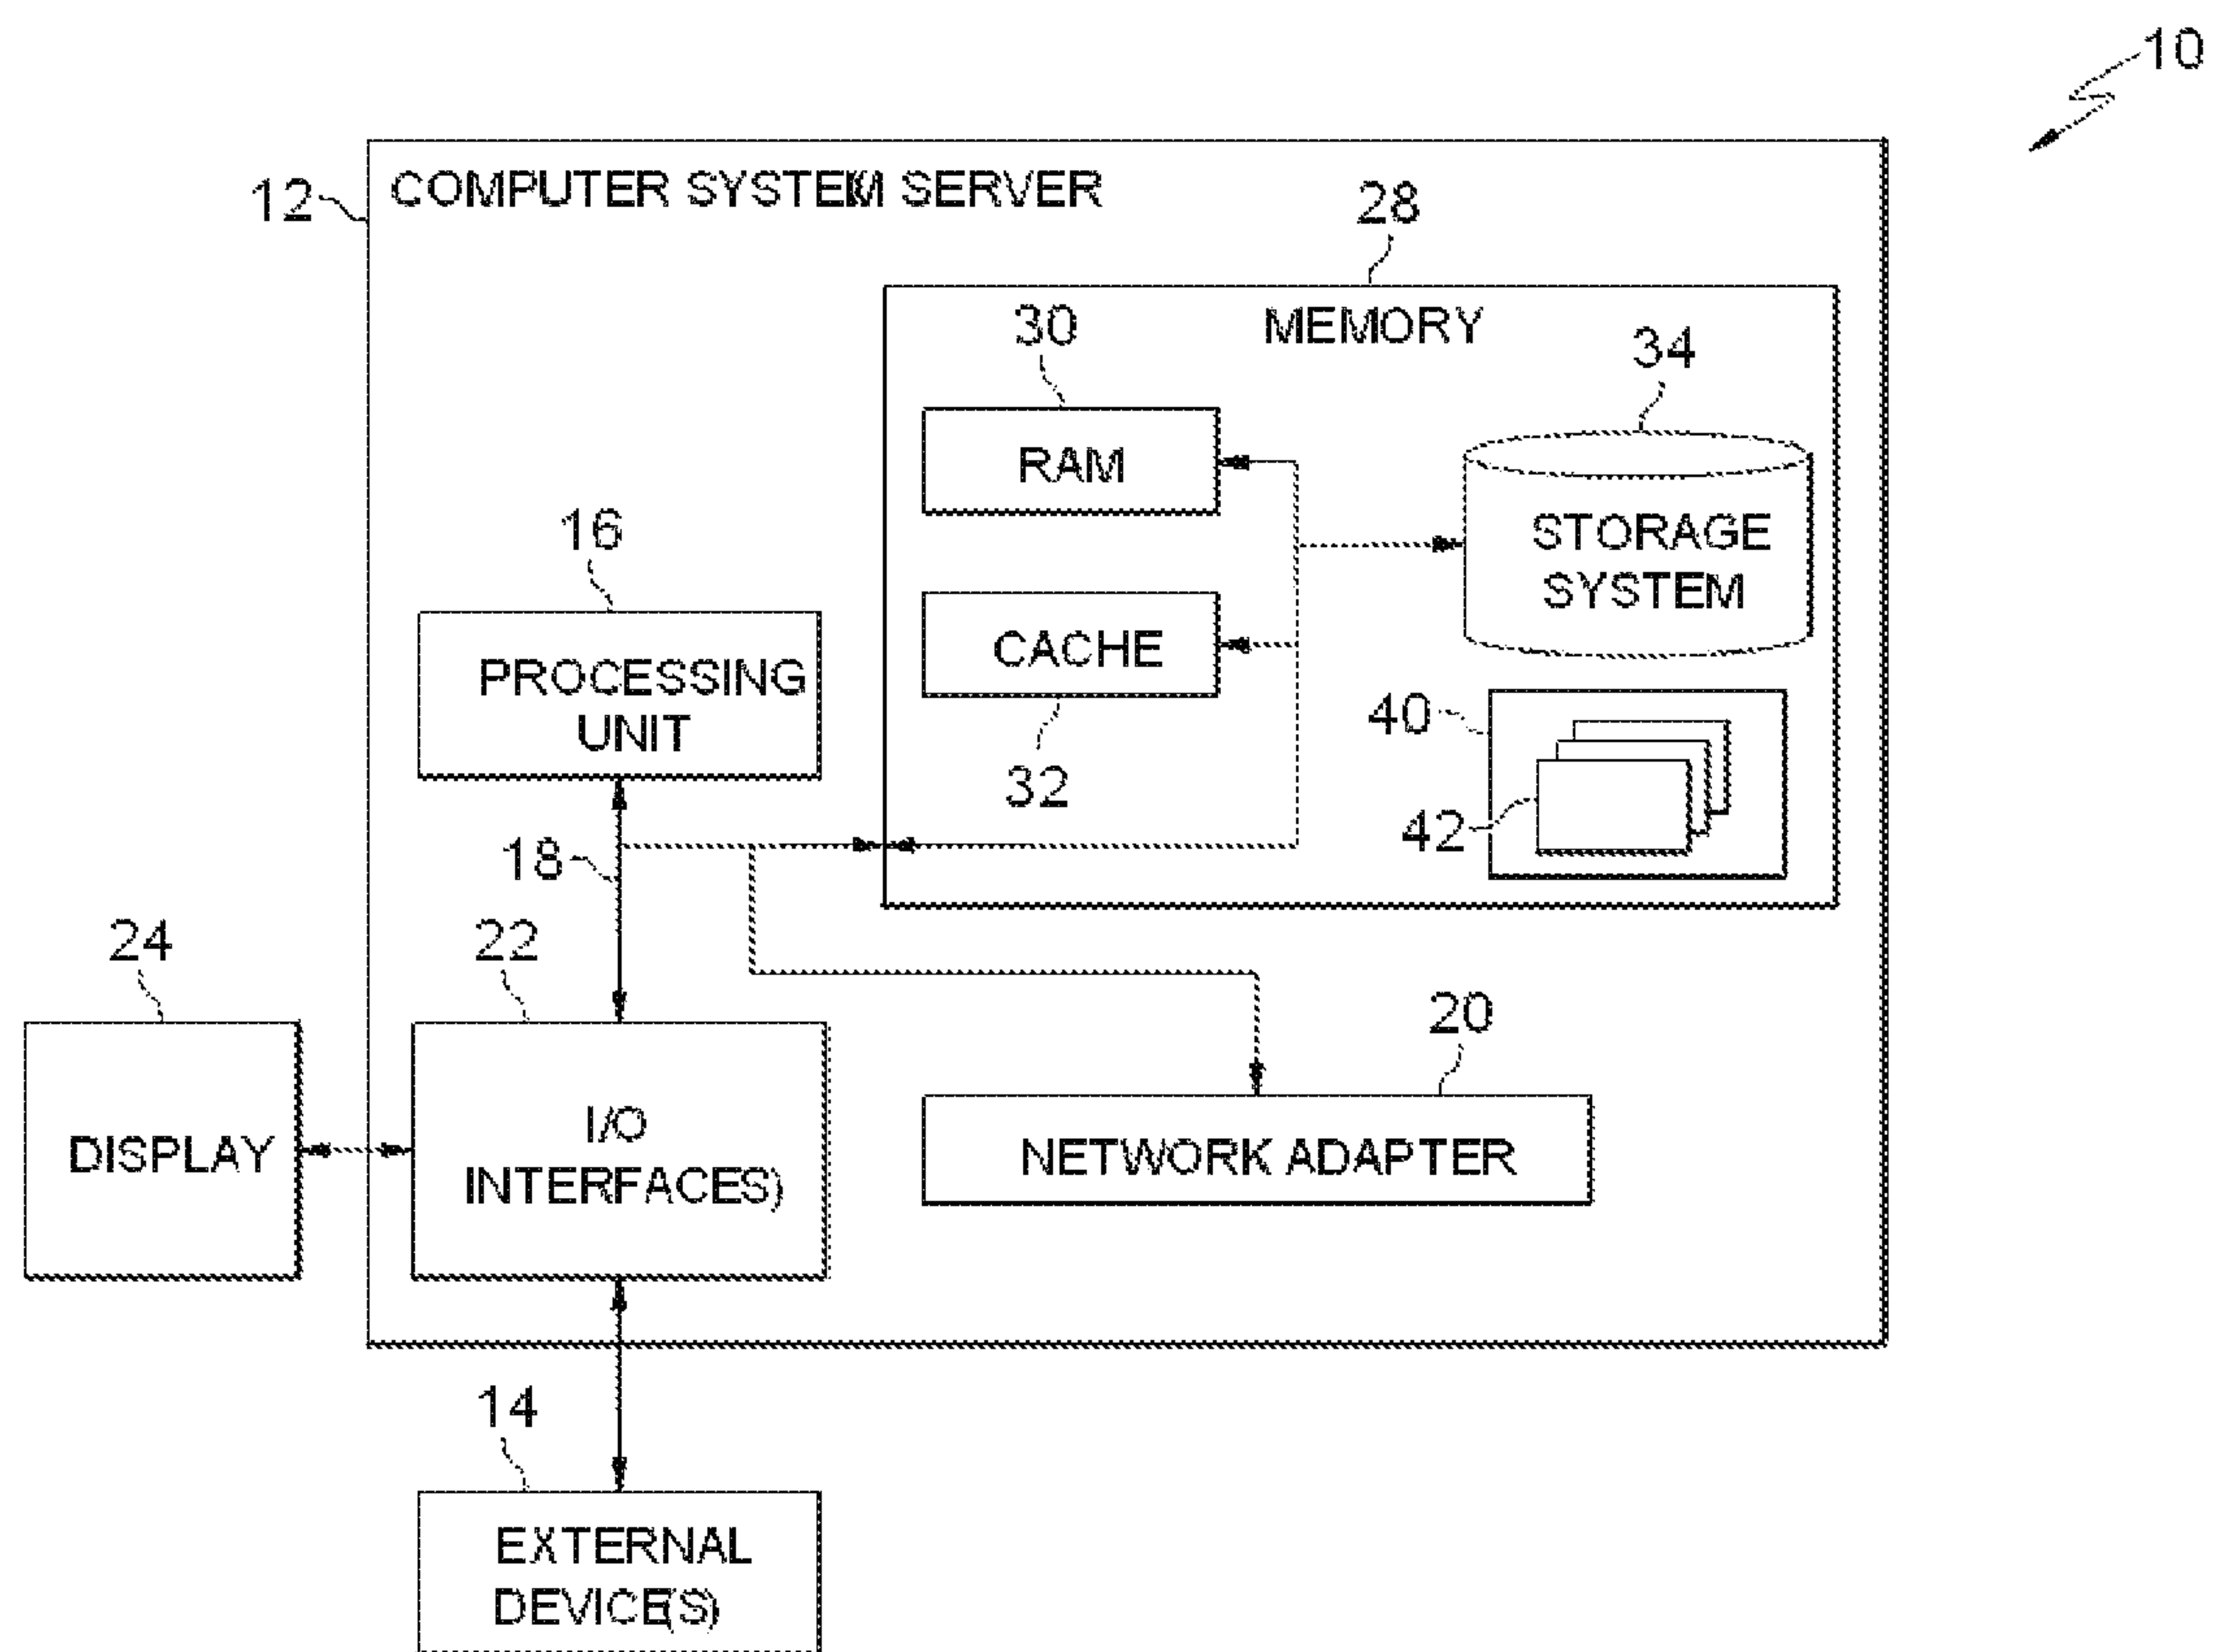 10
12
COMPUTER SYSTEM SERVER
28
MEMORY
30
RAM
34
STORAGE
SYSTEM
16
PROCESSING
UNIT
CACHE
32
40
42
18
24
22
20
DISPLAY
I/O
INTERFACES)
NETWORK ADAPTER
14
EXTERNAL
DEVICE(S)